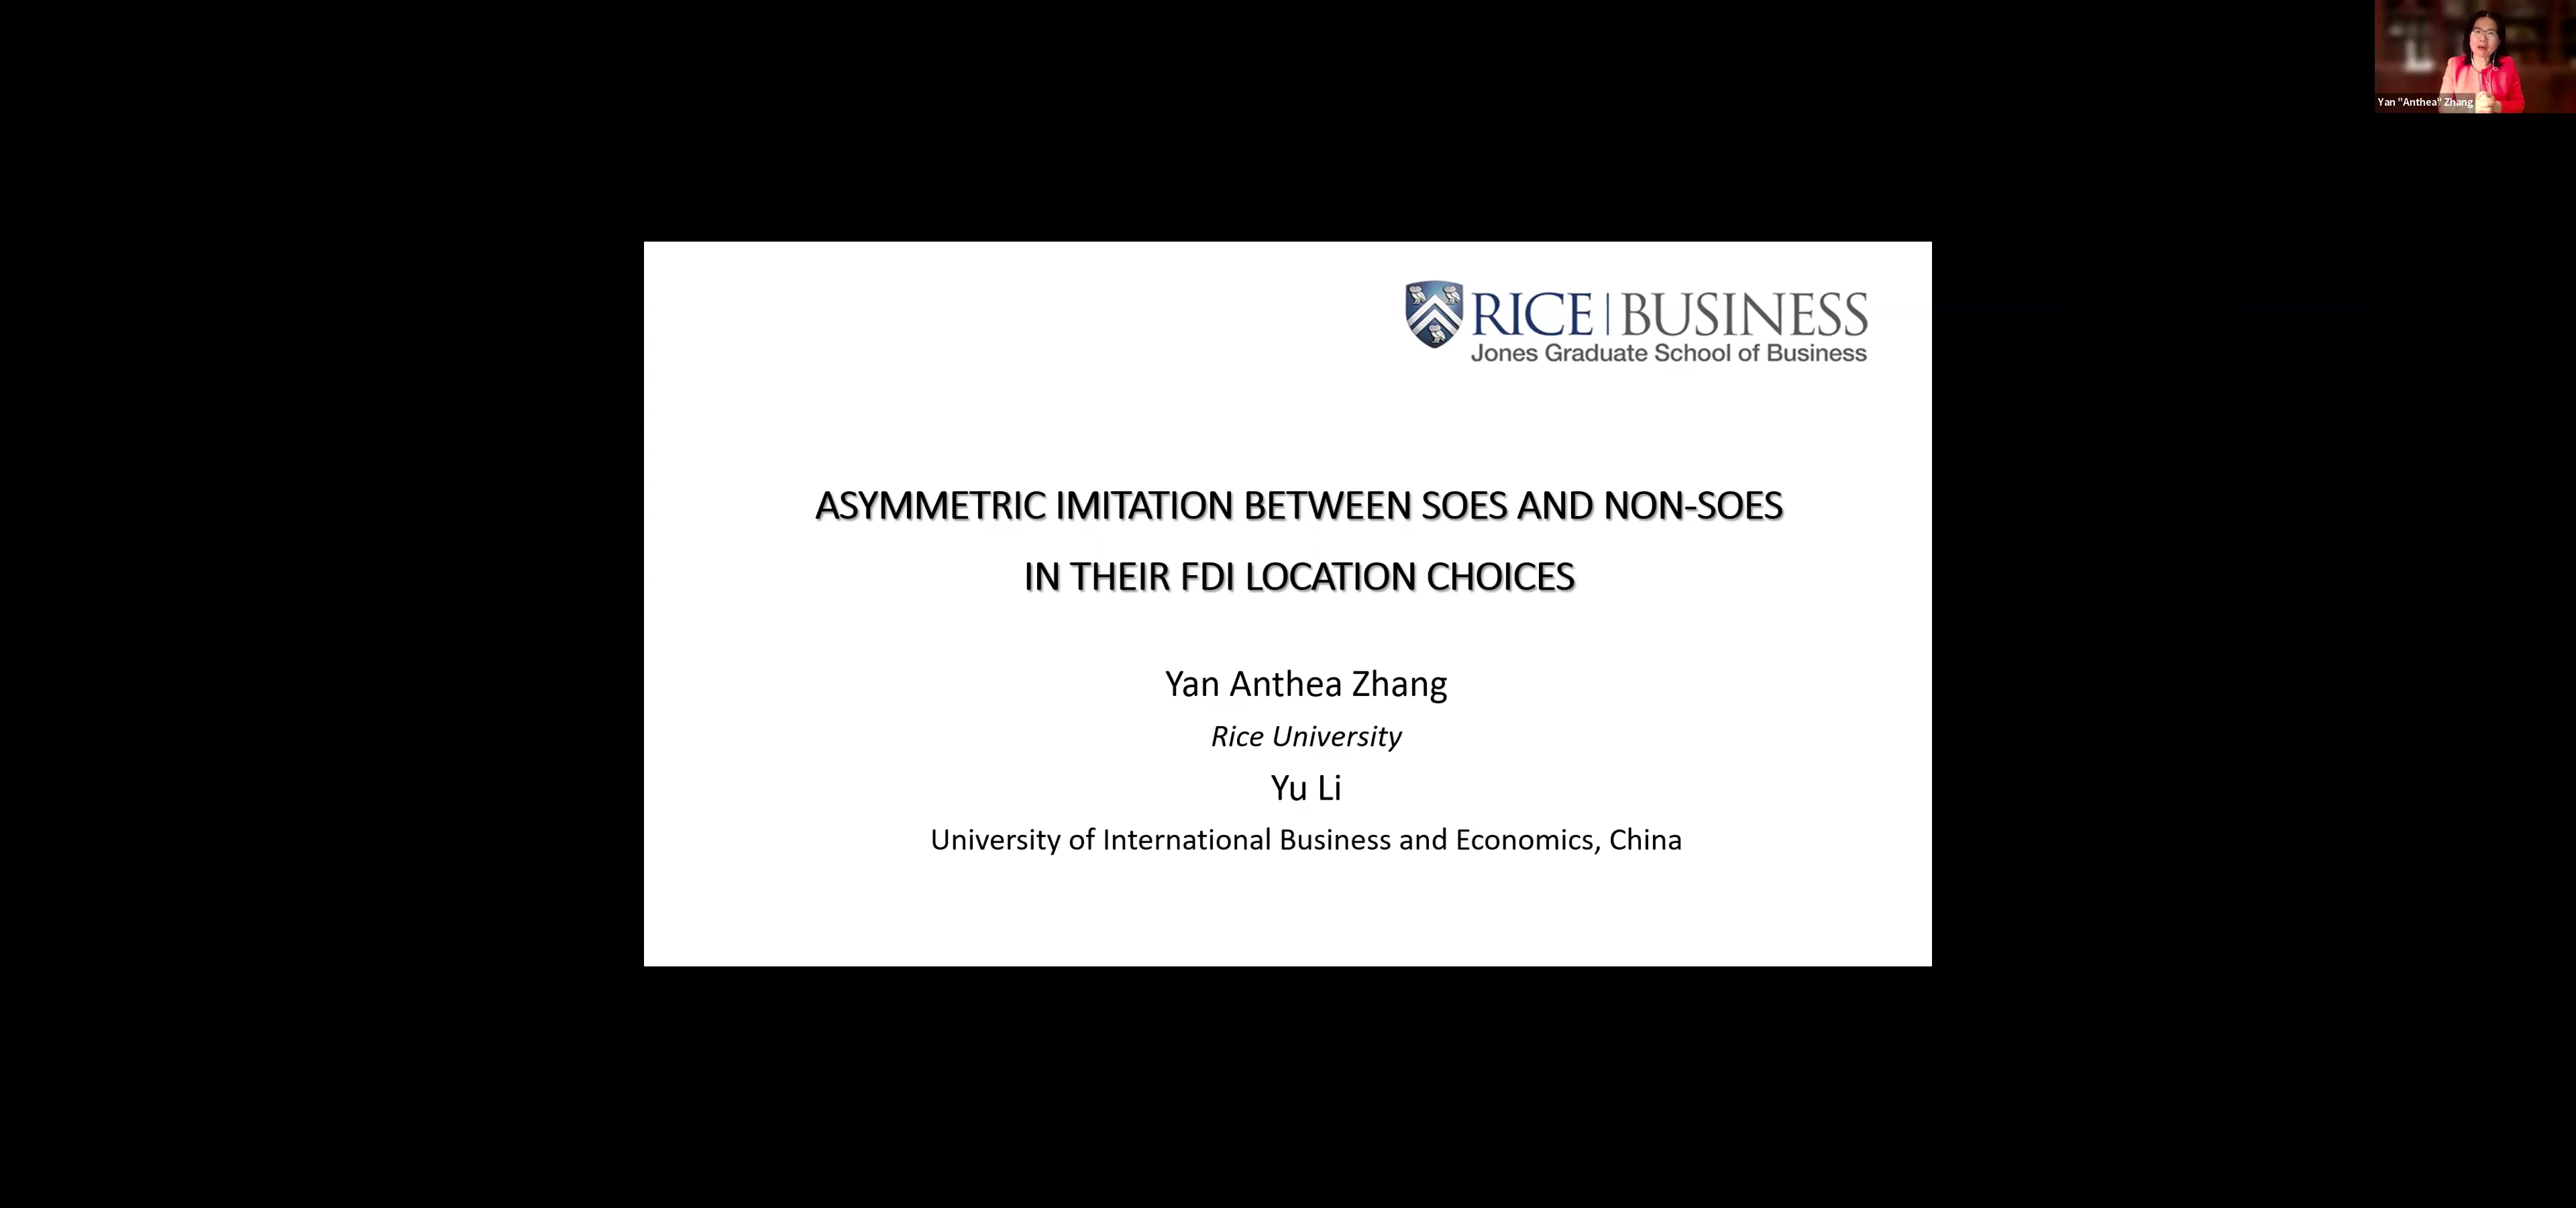 Yan "Anthea" Zhang
RICE | BUSINESS
Jones Graduate School of Business
ASYMMETRIC IMITATION BETWEEN SOES AND NON-SOES
IN THEIR FDI LOCATION CHOICES
Yan Anthea Zhang
Rice University
Yu Li
University of International Business and Economics, China